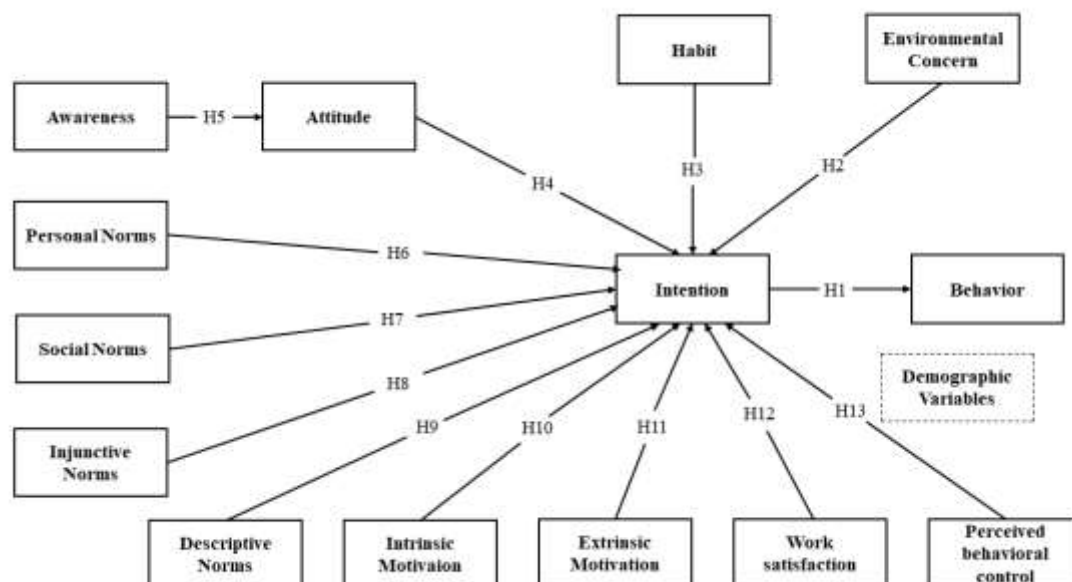 Habit
Environmental
Concern
Awareness
H5
Attitude
H4
H3
H2
Personal Norms
H6
Intention
H1
Behavior
Social Norms
H7
Demographic
Variables
H8
Injunctive
Norms
H9
H10
H11
H12
H13
Descriptive
Norms
Intrinsic
Motivaion
Extrinsic
Motivation
Work
satisfaction
Perceived
behavioral
control